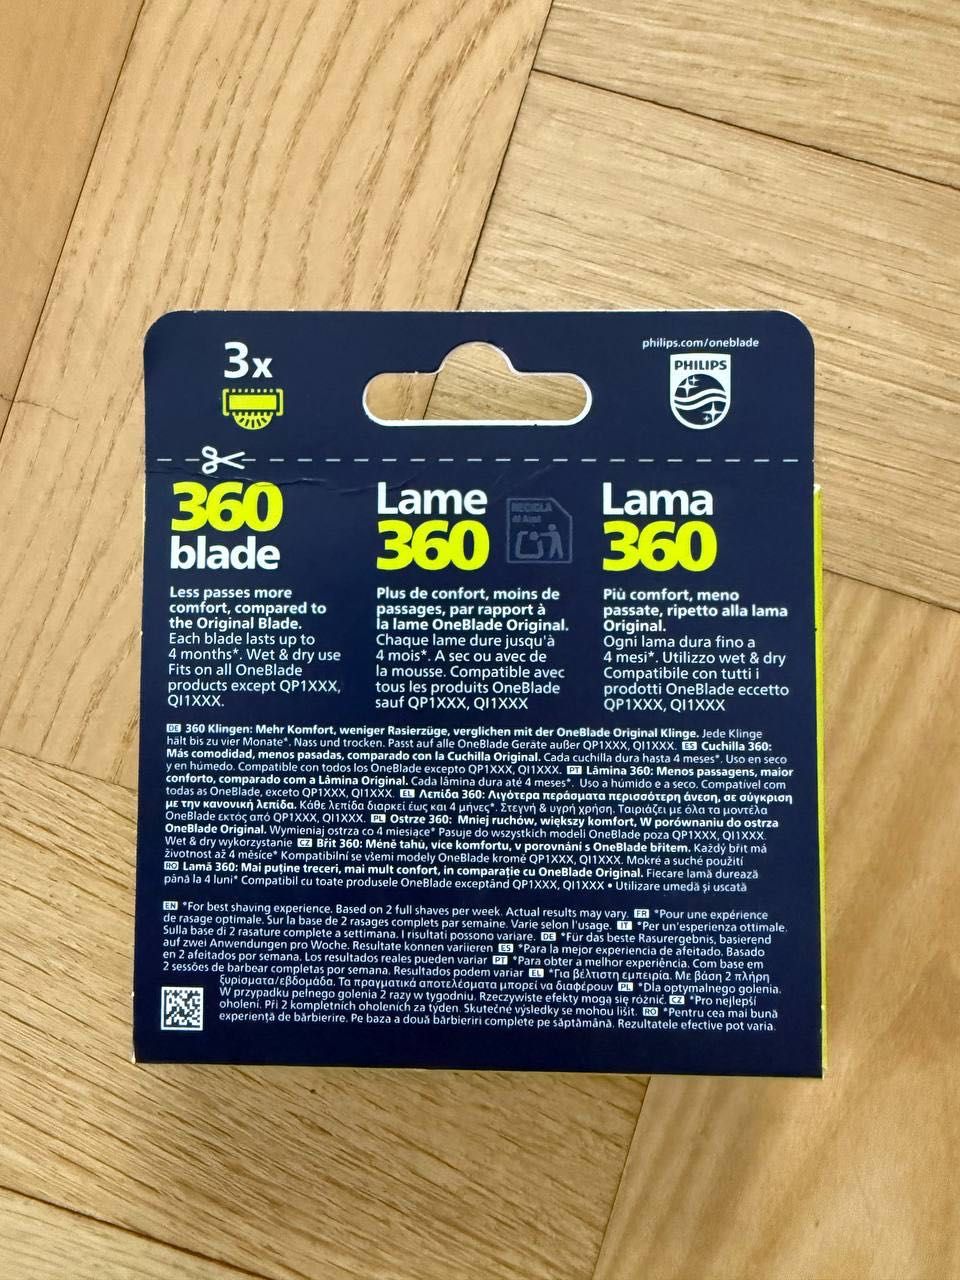 3x
philips.com/oneblade
PHILIPS
360
blade
Less passes more
comfort, compared to
the Original Blade.
Each blade lasts up to
4 months*. Wet & dry use
Fits on all OneBlade
products except QP1XXX,
QI1XXX.
Lame
360
Plus de confort, moins de
passages, par rapport à
la lame OneBlade Original.
Chaque lame dure jusqu'à
4 mois*. A sec ou avec de
la mousse. Compatible avec
tous les produits OneBlade
sauf QP1XXX, QI1XXX
RECICLA
Lama
360
Più comfort, meno
passate, ripetto alla lama
Original.
Ogni lama dura fino a
4 mesi*. Utilizzo wet & dry
Compatibile con tutti i
prodotti OneBlade eccetto
QP1XXX, QI1XXX
DE 360 Klingen: Mehr Komfort, weniger Rasierzüge, verglichen mit der OneBlade Original Klinge. Jede Klinge
hält bis zu vier Monate*. Nass und trocken. Passt auf alle OneBlade Geräte außer QP1XXX, QI1XXX. ES Cuchilla 360:
Más comodidad, menos pasadas, comparado con la Cuchilla Original. Cada cuchilla dura hasta 4 meses*. Uso en seco
y en húmedo. Compatible con todos los OneBlade excepto QP1XXX, QI1XXX. PT Lâmina 360: Menos passagens, maior
conforto, comparado com a Lâmina Original. Cada lâmina dura até 4 meses*. Uso a húmido e a seco. Compatível com
todas as OneBlade, exceto QP1XXX, QI1XXX. EL Λεπίδα 360: Λιγότερα περάσματα περισσότερη άνεση, σε σύγκριση
με την κανονική λεπίδα. Κάθε λεπίδα διαρκεί έως και 4 μήνες*. Στεγνή & υγρή χρήση. Ταιριάζει με όλα τα μοντέλα
OneBlade εκτός από QP1XXX, QI1XXX. PL Ostrze 360: Mniej ruchów, większy komfort, W porównaniu do ostrza
OneBlade Original. Wymieniaj ostrza co 4 miesiące* Pasuje do wszystkich modeli OneBlade poza QP1XXX, QI1XXX.
Wet & dry wykorzystanie CZ Břit 360: Méně tahů, více komfortu, v porovnání s OneBlade břitem. Každý břit má
životnost až 4 měsíce* Kompatibilní se všemi modely OneBlade kromě QP1XXX, QI1XXX. Mokré a suché použití
RO Lamă 360: Mai puține treceri, mai mult confort, in comparație cu OneBlade Original. Fiecare lamă durează
până la 4 luni* Compatibil cu toate produsele OneBlade exceptând QP1XXX, QI1XXX • Utilizare umedă și uscată
EN *For best shaving experience. Based on 2 full shaves per week. Actual results may vary. FR *Pour une expérience
de rasage optimale. Sur la base de 2 rasages complets par semaine. Varie selon l'usage. IT *Per un'esperienza ottimale.
Sulla base di 2 rasature complete a settimana. I risultati possono variare. DE *Für das beste Rasurergebnis, basierend
auf zwei Anwendungen pro Woche. Resultate können variieren ES *Para la mejor experiencia de afeitado. Basado
en 2 afeitados por semana. Los resultados reales pueden variar PT *Para obter a melhor experiência. Com base em
2 sessões de barbear completas por semana. Resultados podem variar EL *Για βέλτιστη εμπειρία. Με βάση 2 πλήρη
ξυρίσματα/εβδομάδα. Τα πραγματικά αποτελέσματα μπορεί να διαφέρουν PL *Dla optymalnego golenia.
W przypadku pełnego golenia 2 razy w tygodniu. Rzeczywiste efekty mogą się różnić. CZ *Pro nejlepší
oholení. Při 2 kompletních oholeních za týden. Skutečné výsledky se mohou lišit. RO *Pentru cea mai bună
experiență de bărbierire. Pe baza a două bărbieriri complete pe săptămână. Rezultatele efective pot varia.